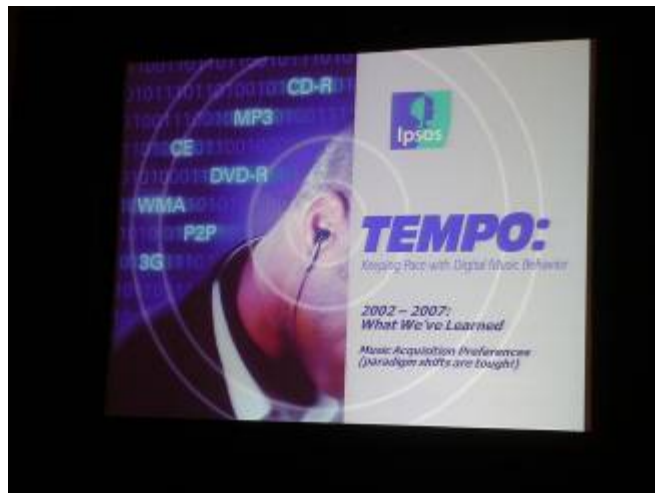 CD-R
MP3
CE
DVD-R
WMA
P2P
3G
Ipsos
TEMPO:
Keeping Pace with Digital Music Behavior
2002 – 2007:
What We've Learned
Music Acquisition Preferences
(paradigm shifts are tough!)